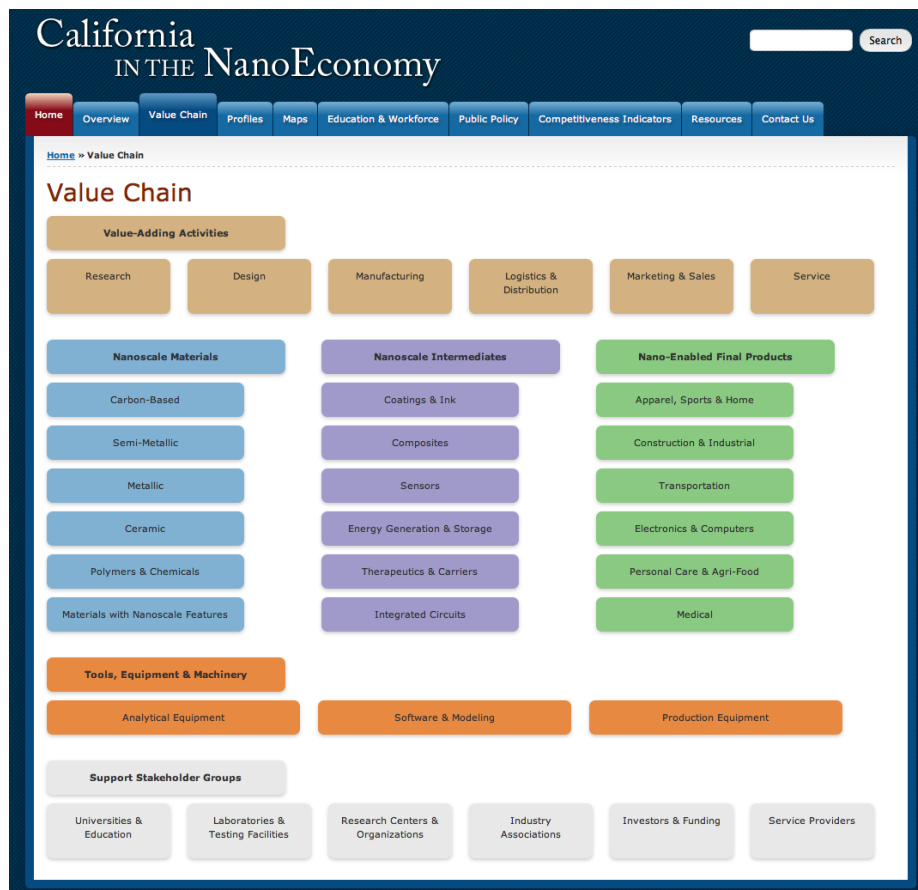 California
IN THE NanoEconomy
Search
Home
Overview
Value Chain
Profiles
Maps
Education & Workforce
Public Policy
Competitiveness Indicators
Resources
Contact Us
Home » Value Chain
Value Chain
Value-Adding Activities
Research
Design
Manufacturing
Logistics &
Distribution
Marketing & Sales
Service
Nanoscale Materials
Carbon-Based
Semi-Metallic
Metallic
Ceramic
Polymers & Chemicals
Materials with Nanoscale Features
Nanoscale Intermediates
Coatings & Ink
Composites
Sensors
Energy Generation & Storage
Therapeutics & Carriers
Integrated Circuits
Nano-Enabled Final Products
Apparel, Sports & Home
Construction & Industrial
Transportation
Electronics & Computers
Personal Care & Agri-Food
Medical
Tools, Equipment & Machinery
Analytical Equipment
Software & Modeling
Production Equipment
Support Stakeholder Groups
Universities &
Education
Laboratories &
Testing Facilities
Research Centers &
Organizations
Industry
Associations
Investors & Funding
Service Providers